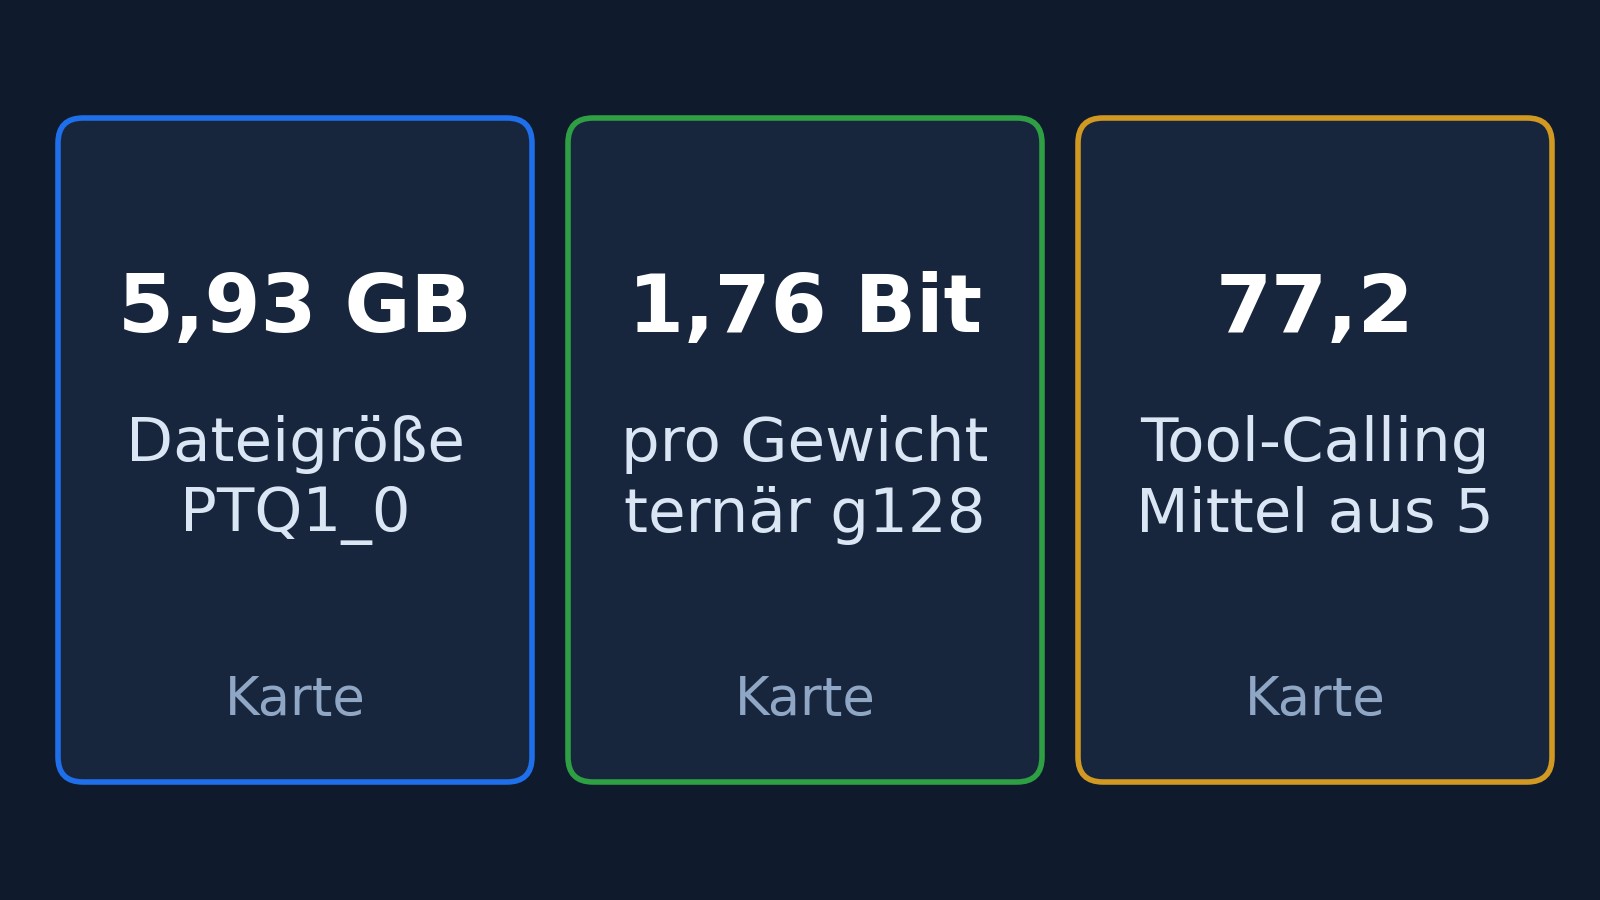 5,93 GB
Dateigröße
PTQ1_0
Karte
1,76 Bit
pro Gewicht
ternär g128
Karte
77,2
Tool-Calling
Mittel aus 5
Karte